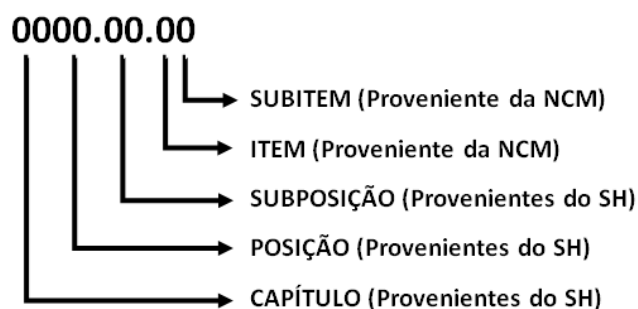 0000.00.00
SUBITEM (Proveniente da NCM)
ITEM (Proveniente da NCM)
SUBPOSIÇÃO (Provenientes do SH)
POSIÇÃO (Provenientes do SH)
CAPÍTULO (Provenientes do SH)